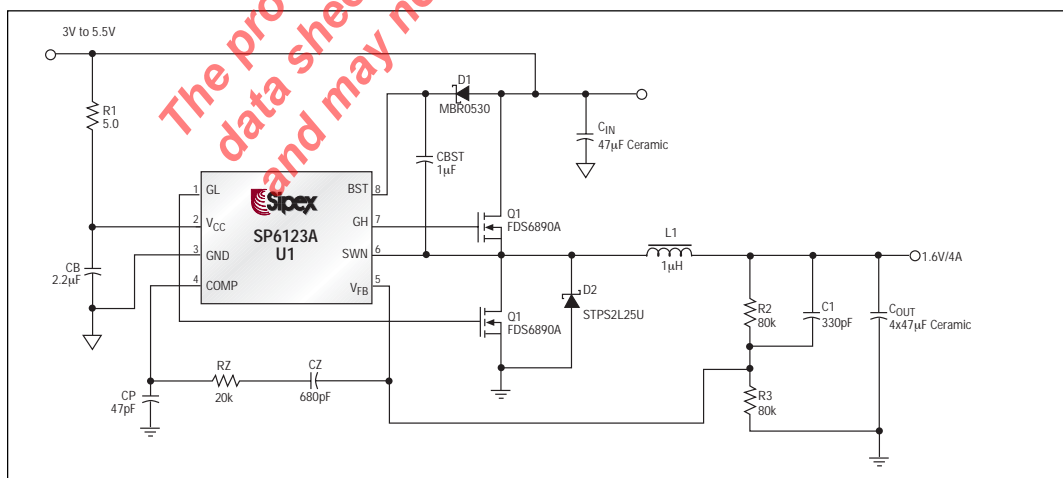 The pro
data shee
and may no
3V to 5.5V
R1
5.0
D1
MBR0530
CIN
47µF Ceramic
CBST
1µF
Sipex
SP6123A
U1
1 GL
2 VCC
3 GND
4 COMP
BST 8
GH 7
SWN 6
VFB 5
Q1
FDS6890A
L1
1µH
1.6V/4A
CB
2.2µF
Q1
FDS6890A
D2
STPS2L25U
R2
80k
C1
330pF
COUT
4x47µF Ceramic
CP
47pF
RZ
20k
CZ
680pF
R3
80k